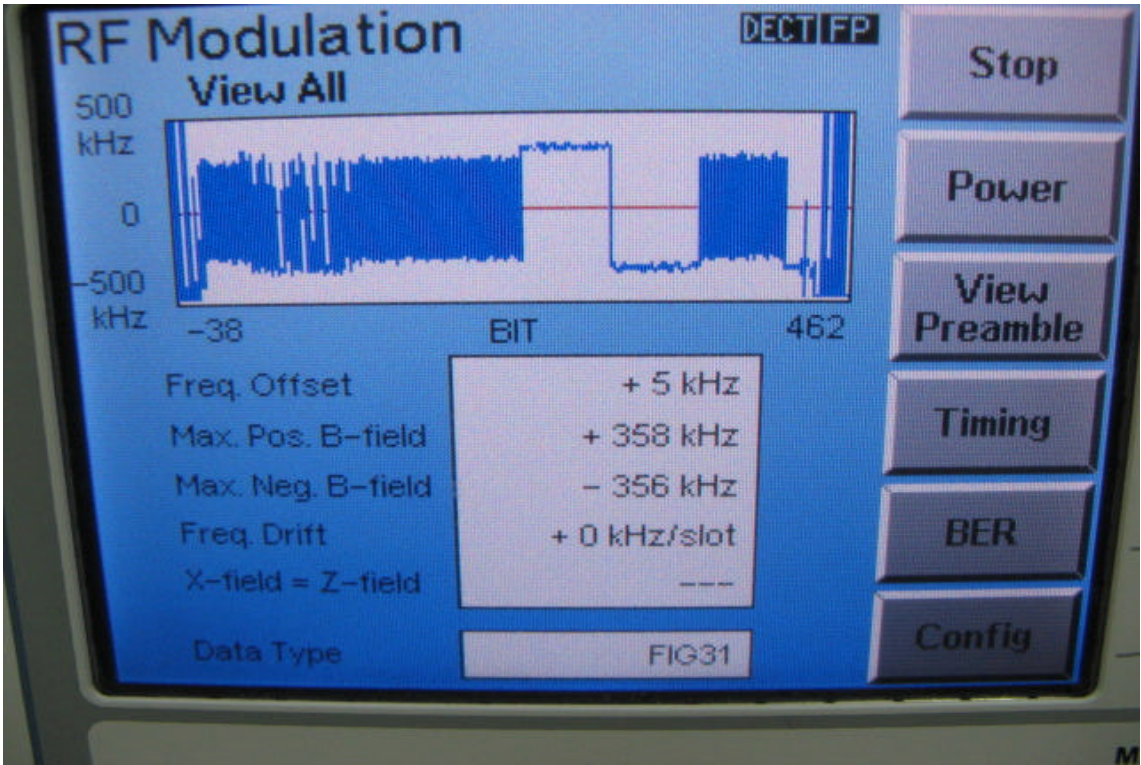 RF Modulation
DECT FP
View All
500
kHz
0
-500
kHz
-38
BIT
462
Freq. Offset
+ 5 kHz
Max. Pos. B-field
+ 358 kHz
Max. Neg. B-field
- 356 kHz
Freq. Drift
+ 0 kHz/slot
X-field = Z-field
---
Data Type
FIG31
Stop
Power
View
Preamble
Timing
BER
Config
M